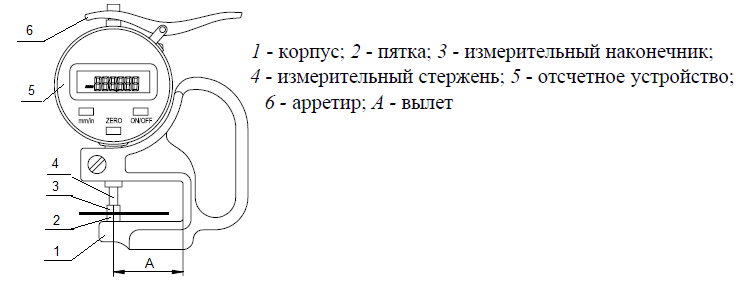 6
1 - корпус; 2 - пятка; 3 - измерительный наконечник;
4 - измерительный стержень; 5 - отсчетное устройство;
6 - арретир; A - вылет
5
mm/in ZERO ON/OFF
4
3
2
1
A